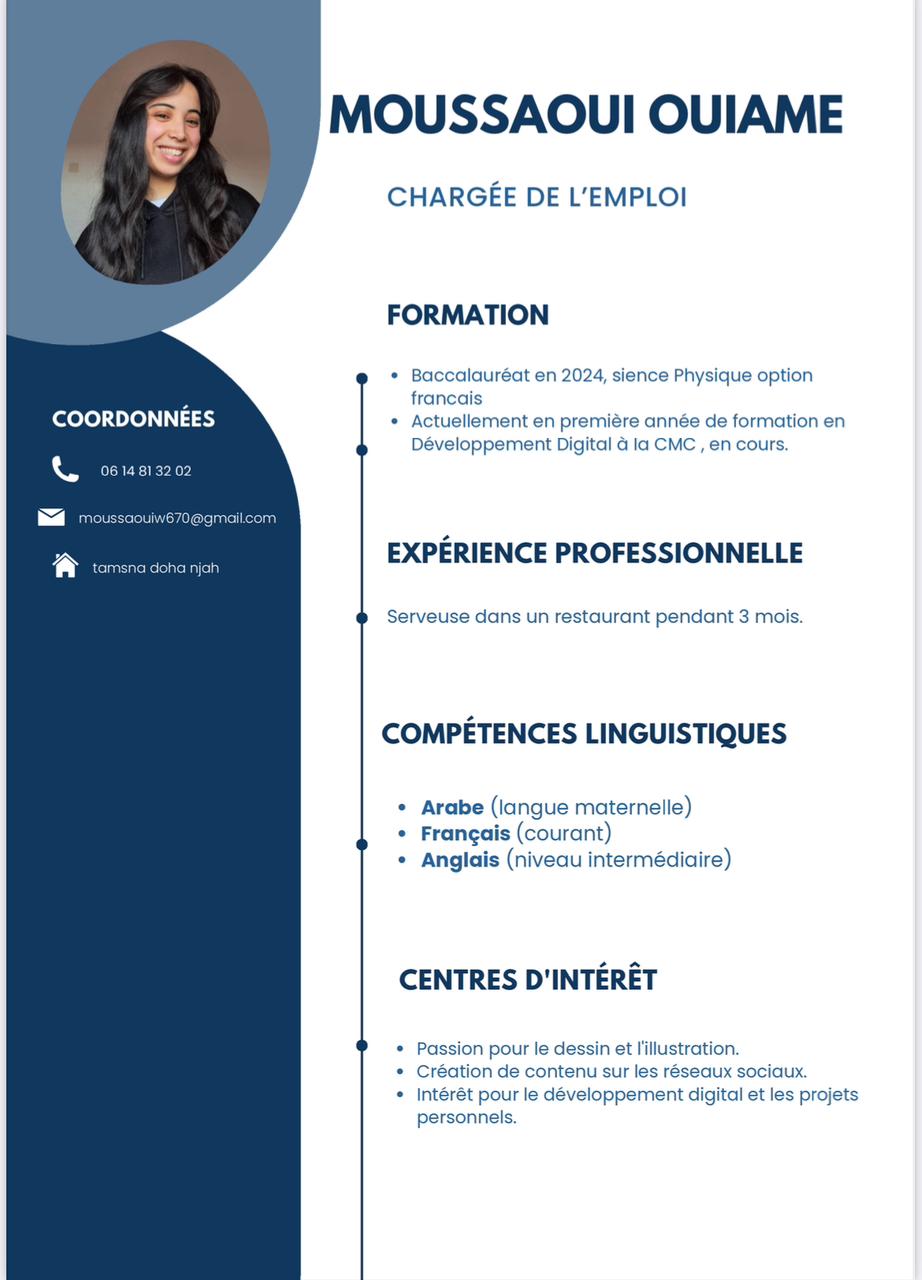 MOUSSAOUI OUIAME
CHARGÉE DE L’EMPLOI
COORDONNÉES
06 14 81 32 02
moussaouiw670@gmail.com
tamsna doha njah
FORMATION
• Baccalauréat en 2024, sience Physique option
francais
• Actuellement en première année de formation en
Développement Digital à la CMC , en cours.
EXPÉRIENCE PROFESSIONNELLE
Serveuse dans un restaurant pendant 3 mois.
COMPÉTENCES LINGUISTIQUES
• Arabe (langue maternelle)
• Français (courant)
• Anglais (niveau intermédiaire)
CENTRES D'INTÉRÊT
• Passion pour le dessin et l'illustration.
• Création de contenu sur les réseaux sociaux.
• Intérêt pour le développement digital et les projets
personnels.